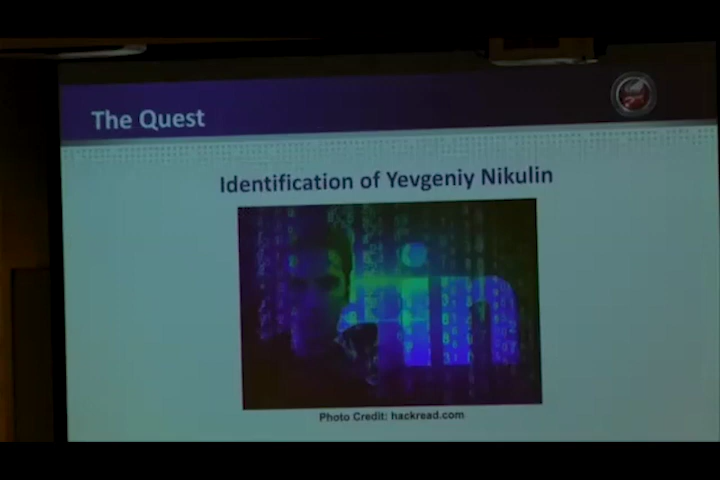 The Quest
Identification of Yevgeniy Nikulin
Photo Credit: hackread.com